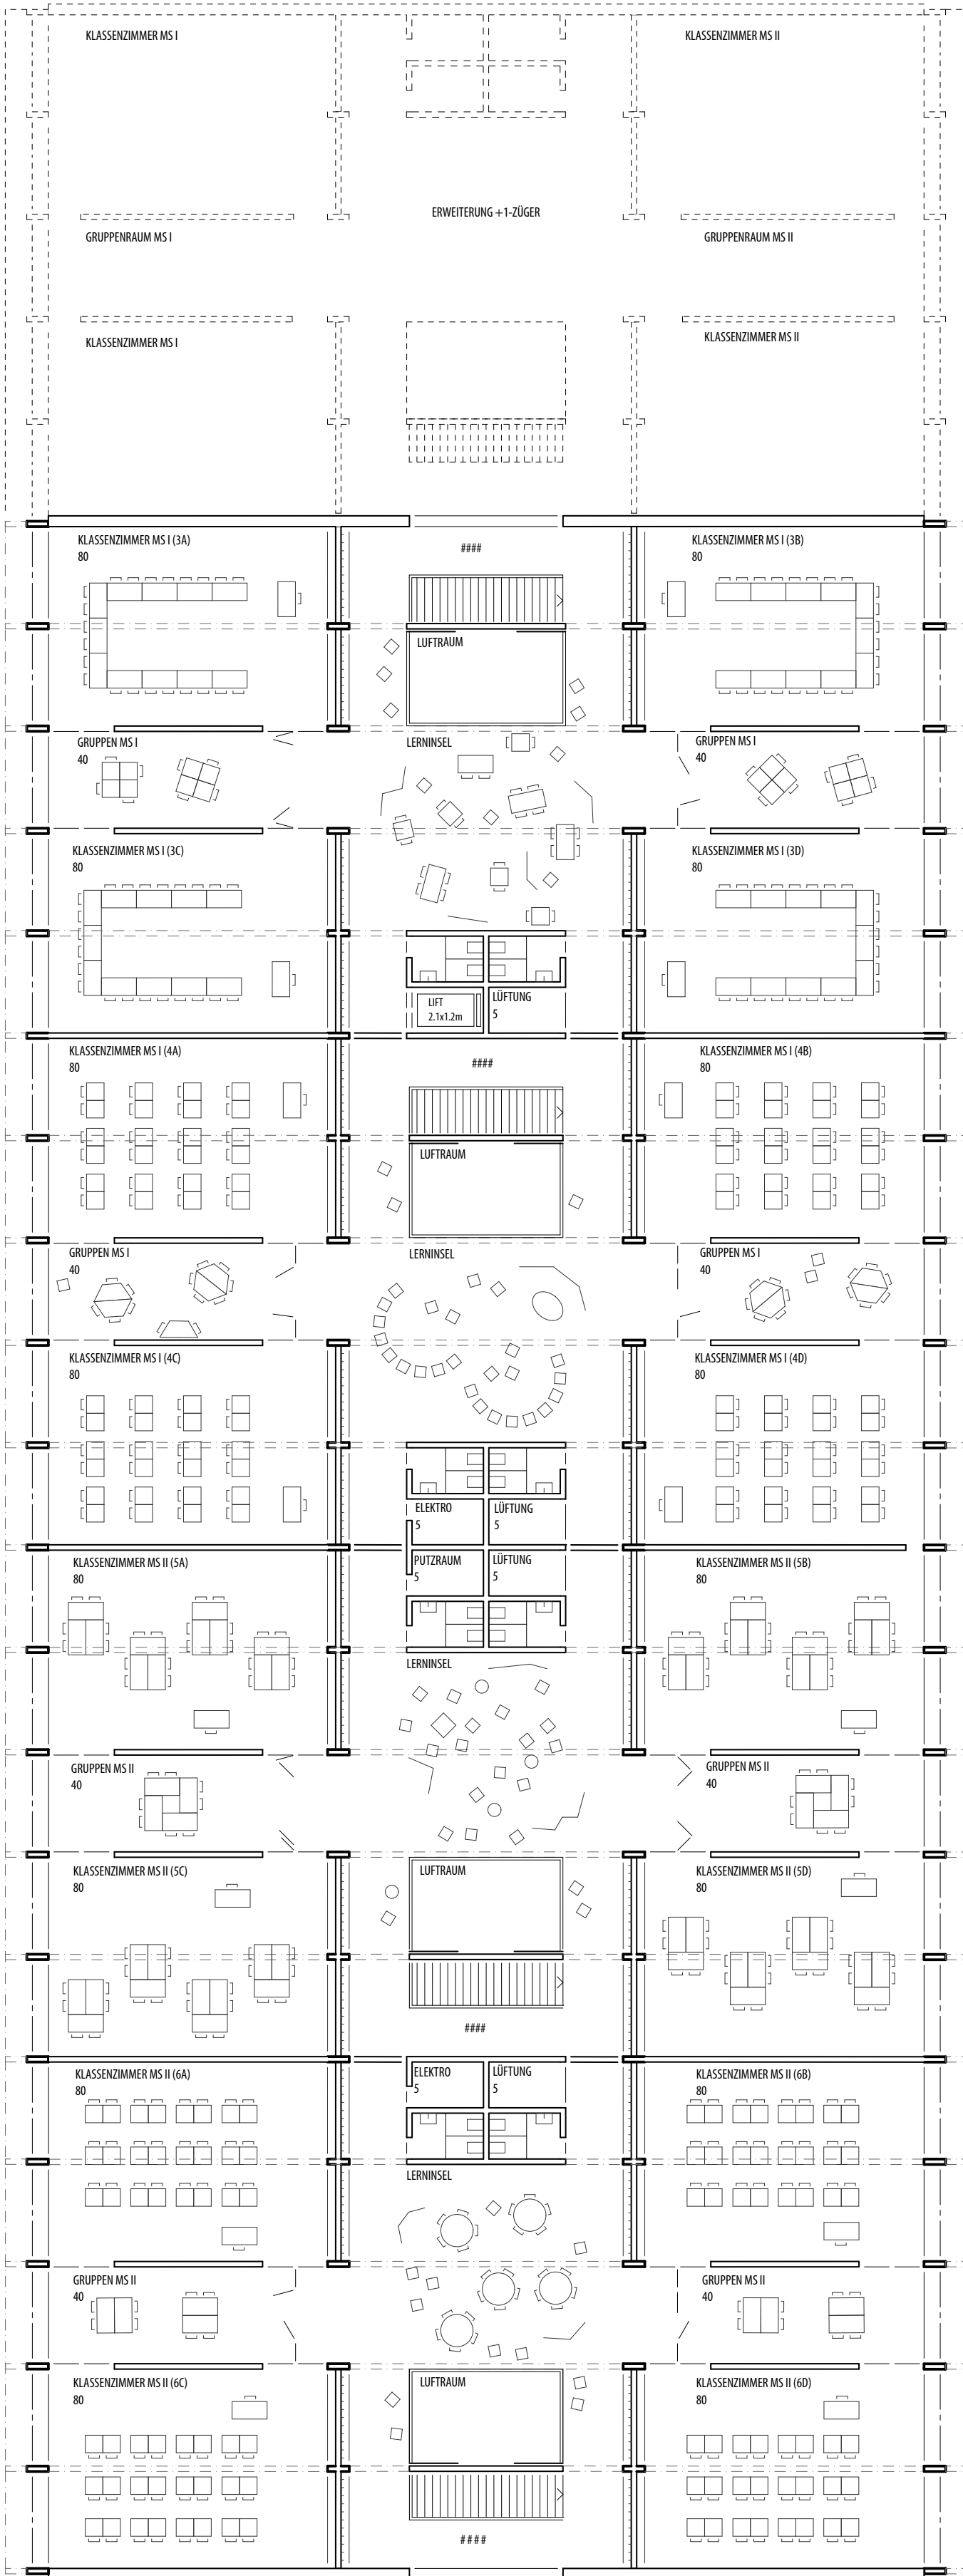 KLASSENZIMMER MS I
KLASSENZIMMER MS II
ERWEITERUNG +1-ZÜGER
GRUPPENRAUM MS I
GRUPPENRAUM MS II
KLASSENZIMMER MS I
KLASSENZIMMER MS II
KLASSENZIMMER MS I (3A)
80
####
KLASSENZIMMER MS I (3B)
80
LUFTRAUM
GRUPPEN MS I
40
LERNINSEL
GRUPPEN MS I
40
KLASSENZIMMER MS I (3C)
80
KLASSENZIMMER MS I (3D)
80
LIFT
2.1x1.2m
LÜFTUNG
5
KLASSENZIMMER MS I (4A)
80
####
KLASSENZIMMER MS I (4B)
80
LUFTRAUM
GRUPPEN MS I
40
LERNINSEL
GRUPPEN MS I
40
KLASSENZIMMER MS I (4C)
80
KLASSENZIMMER MS I (4D)
80
ELEKTRO
5
LÜFTUNG
5
KLASSENZIMMER MS II (5A)
80
PUTZRAUM
5
LÜFTUNG
5
KLASSENZIMMER MS II (5B)
80
LERNINSEL
GRUPPEN MS II
40
GRUPPEN MS II
40
KLASSENZIMMER MS II (5C)
80
LUFTRAUM
KLASSENZIMMER MS II (5D)
80
####
KLASSENZIMMER MS II (6A)
80
ELEKTRO
5
LÜFTUNG
5
KLASSENZIMMER MS II (6B)
80
LERNINSEL
GRUPPEN MS II
40
GRUPPEN MS II
40
KLASSENZIMMER MS II (6C)
80
LUFTRAUM
KLASSENZIMMER MS II (6D)
80
####